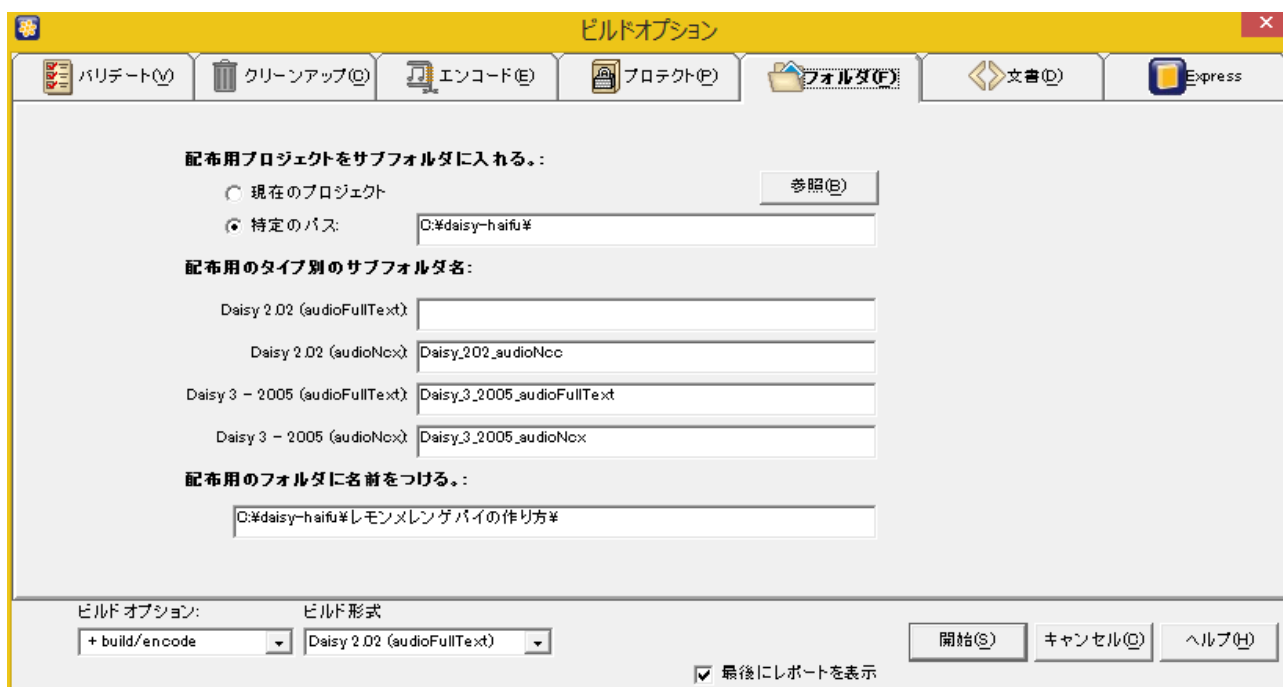 ビルドオプション
バリデート(V) クリーンアップ(C) エンコード(E) プロテクト(P) フォルダ(F) 文書(D) Express
配布用プロジェクトをサブフォルダに入れる。:
現在のプロジェクト 参照(B)
特定のパス: C:¥daisy-haifu¥
配布用のタイプ別のサブフォルダ名:
Daisy 2.02 (audioFullText):
Daisy 2.02 (audioNcx): Daisy_202_audioNcc
Daisy 3 - 2005 (audioFullText): Daisy_3_2005_audioFullText
Daisy 3 - 2005 (audioNcx): Daisy_3_2005_audioNcx
配布用のフォルダに名前をつける。:
C:¥daisy-haifu¥レモンメレンゲパイの作り方¥
ビルドオプション: ビルド形式
+ build/encode Daisy 2.02 (audioFullText) 開始(S) キャンセル(C) ヘルプ(H)
最後にレポートを表示